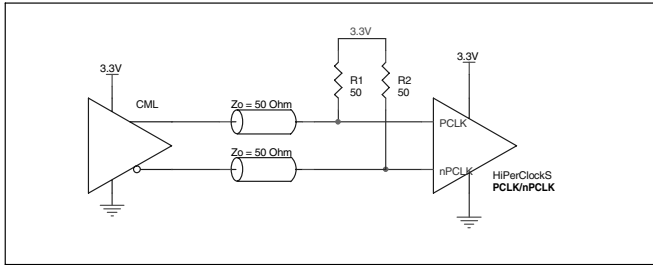 3.3V
3.3V
3.3V
R1
50
R2
50
CML
Zo = 50 Ohm
PCLK
Zo = 50 Ohm
nPCLK
HiPerClockS
PCLK/nPCLK